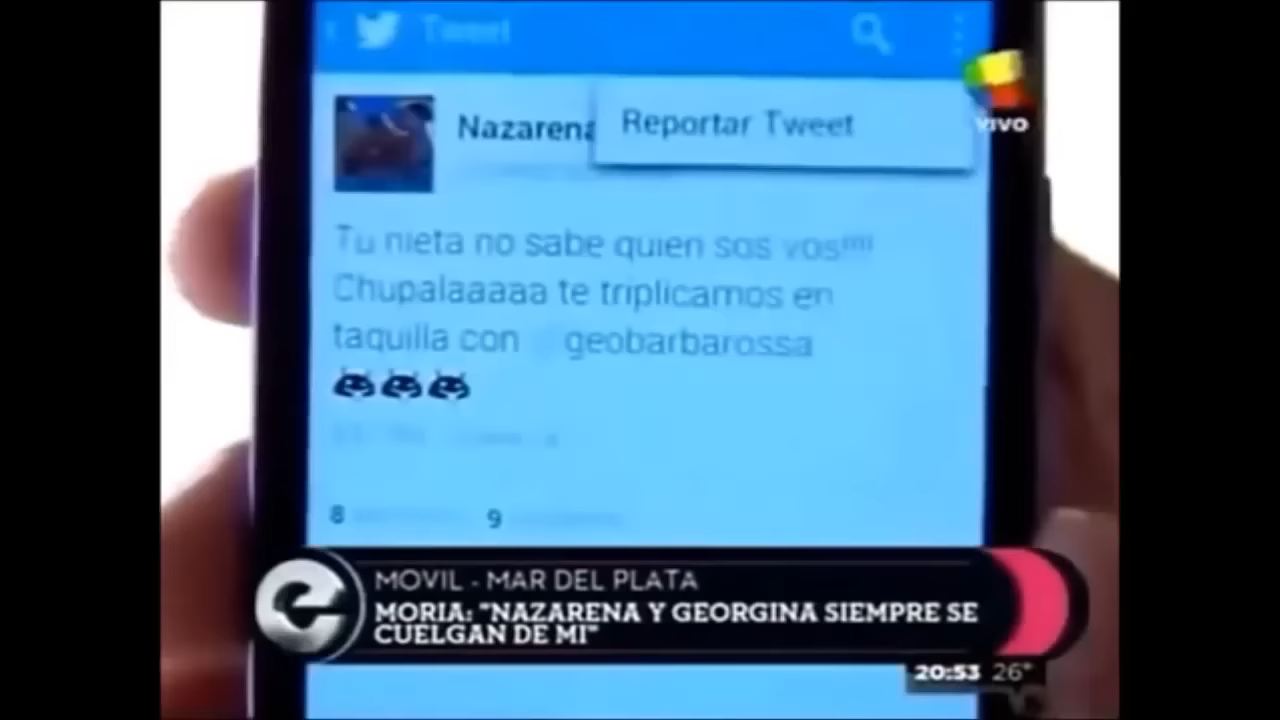 Tweet
Nazarena
Reportar Tweet
VIVO
Tu nieta no sabe quien sos vos!!!!
Chupalaaaaa te triplicamos en
taquilla con geobarbarossa
8
9
MOVIL - MAR DEL PLATA
MORIA: "NAZARENA Y GEORGINA SIEMPRE SE
CUELGAN DE MI"
20:53 26°